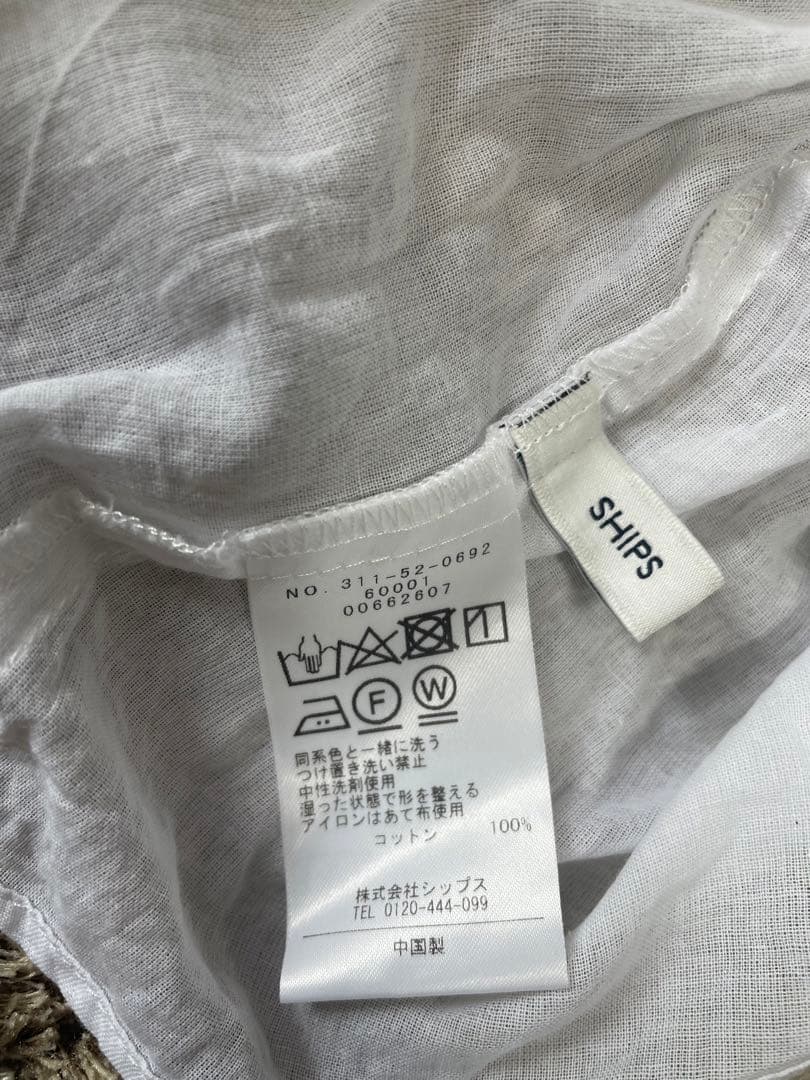 SHIPS
NO. 311-52-0692
60001
00662607
F W
同系色と一緒に洗う
つけ置き洗い禁止
中性洗剤使用
湿った状態で形を整える
アイロンはあて布使用
コットン 100%
株式会社シップス
TEL 0120-444-099
中国製